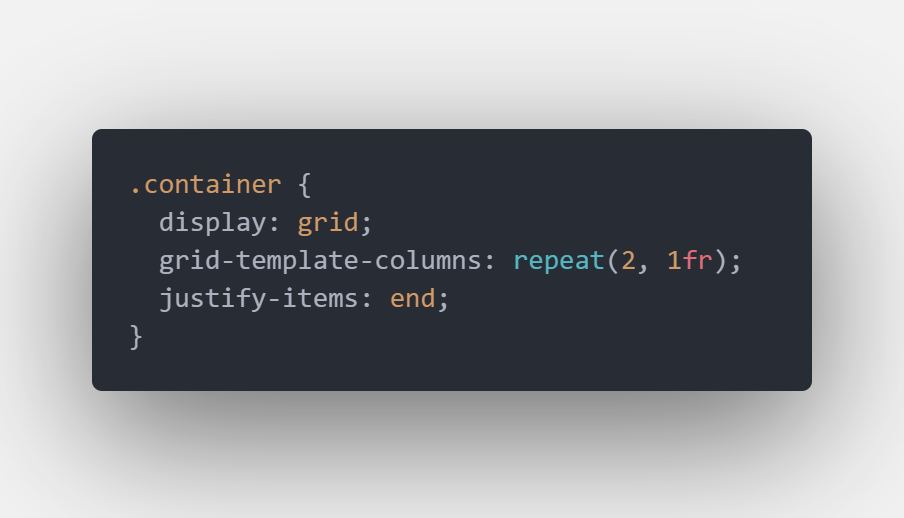 .container {
  display: grid;
  grid-template-columns: repeat(2, 1fr);
  justify-items: end;
}